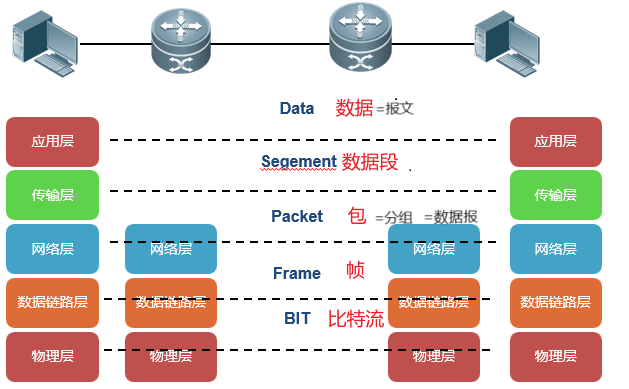 Data 数据 =报文
应用层 应用层
Segement 数据段 .
传输层 传输层
Packet 包 =分组 =数据报
网络层 网络层 网络层 网络层
Frame 帧
数据链路层 数据链路层 数据链路层 数据链路层
BIT 比特流
物理层 物理层 物理层 物理层